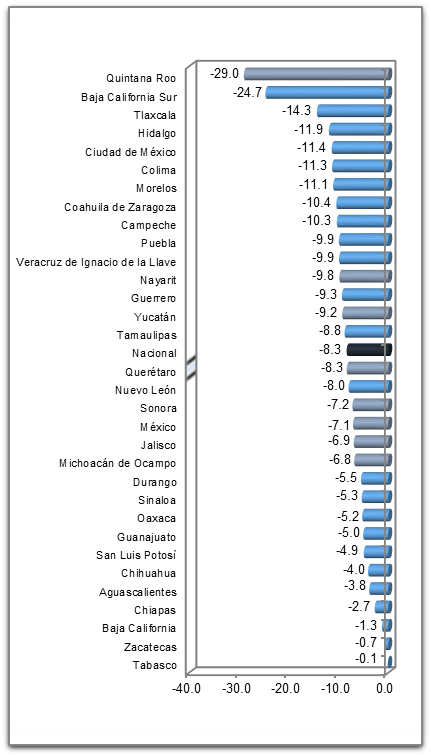 Quintana Roo -29.0
Baja California Sur -24.7
Tlaxcala -14.3
Hidalgo -11.9
Ciudad de México -11.4
Colima -11.3
Morelos -11.1
Coahuila de Zaragoza -10.4
Campeche -10.3
Puebla -9.9
Veracruz de Ignacio de la Llave -9.9
Nayarit -9.8
Guerrero -9.3
Yucatán -9.2
Tamaulipas -8.8
Nacional -8.3
Querétaro -8.3
Nuevo León -8.0
Sonora -7.2
México -7.1
Jalisco -6.9
Michoacán de Ocampo -6.8
Durango -5.5
Sinaloa -5.3
Oaxaca -5.2
Guanajuato -5.0
San Luis Potosí -4.9
Chihuahua -4.0
Aguascalientes -3.8
Chiapas -2.7
Baja California -1.3
Zacatecas -0.7
Tabasco -0.1
-40.0 -30.0 -20.0 -10.0 0.0